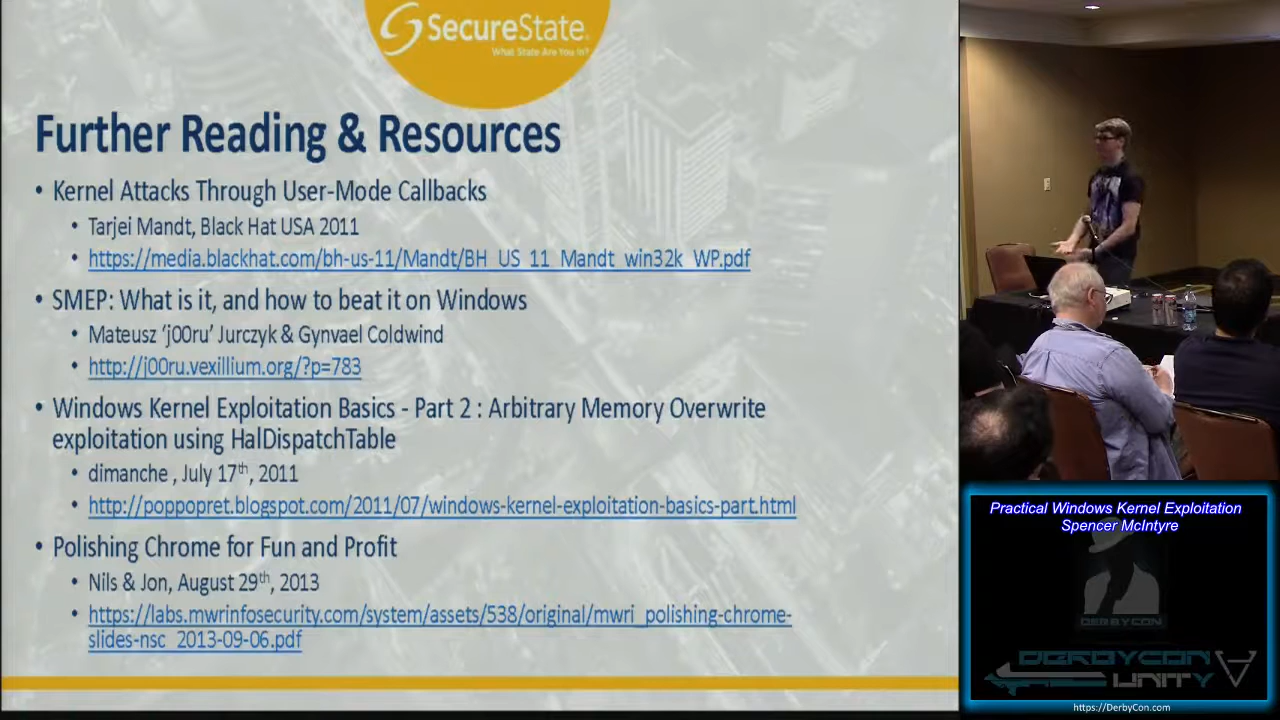 SecureState
What State Are You In?
Further Reading & Resources
• Kernel Attacks Through User-Mode Callbacks
• Tarjei Mandt, Black Hat USA 2011
• https://media.blackhat.com/bh-us-11/Mandt/BH_US_11_Mandt_win32k_WP.pdf
• SMEP: What is it, and how to beat it on Windows
• Mateusz ‘j00ru’ Jurczyk & Gynvael Coldwind
• http://j00ru.vexillium.org/?p=783
• Windows Kernel Exploitation Basics - Part 2 : Arbitrary Memory Overwrite
exploitation using HalDispatchTable
• dimanche , July 17th, 2011
• http://poppopret.blogspot.com/2011/07/windows-kernel-exploitation-basics-part.html
• Polishing Chrome for Fun and Profit
• Nils & Jon, August 29th, 2013
• https://labs.mwrinfosecurity.com/system/assets/538/original/mwri_polishing-chrome-
slides-nsc_2013-09-06.pdf
Practical Windows Kernel Exploitation
Spencer McIntyre
DERBYCON
DERBYCON
UNITY
https://DerbyCon.com